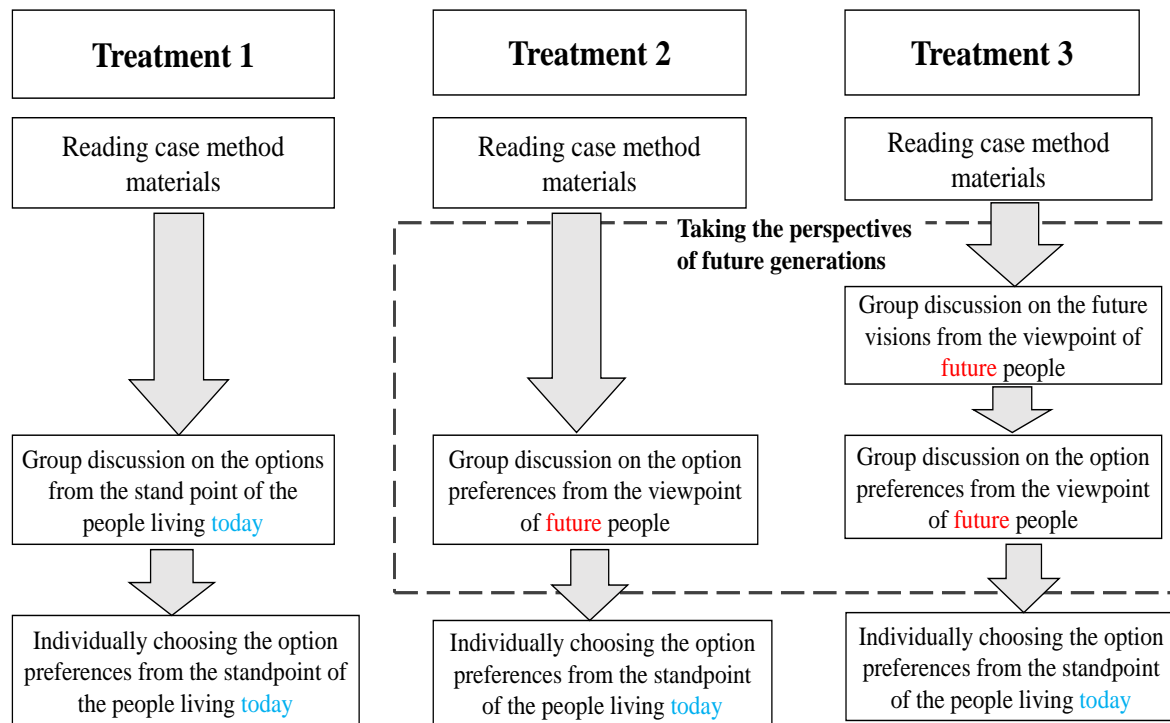 Treatment 1
Reading case method
materials
Group discussion on the options
from the stand point of the
people living today
Individually choosing the option
preferences from the standpoint of
the people living today
Treatment 2
Reading case method
materials
Taking the perspectives
of future generations
Group discussion on the option
preferences from the viewpoint
of future people
Individually choosing the option
preferences from the standpoint
of the people living today
Treatment 3
Reading case method
materials
Group discussion on the future
visions from the viewpoint of
future people
Group discussion on the option
preferences from the viewpoint
of future people
Individually choosing the option
preferences from the standpoint
of the people living today